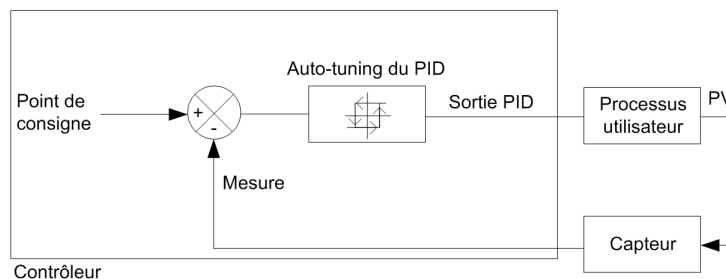 Auto-tuning du PID
Point de
consigne
+
-
Sortie PID
Processus
utilisateur
PV
Mesure
Capteur
Contrôleur